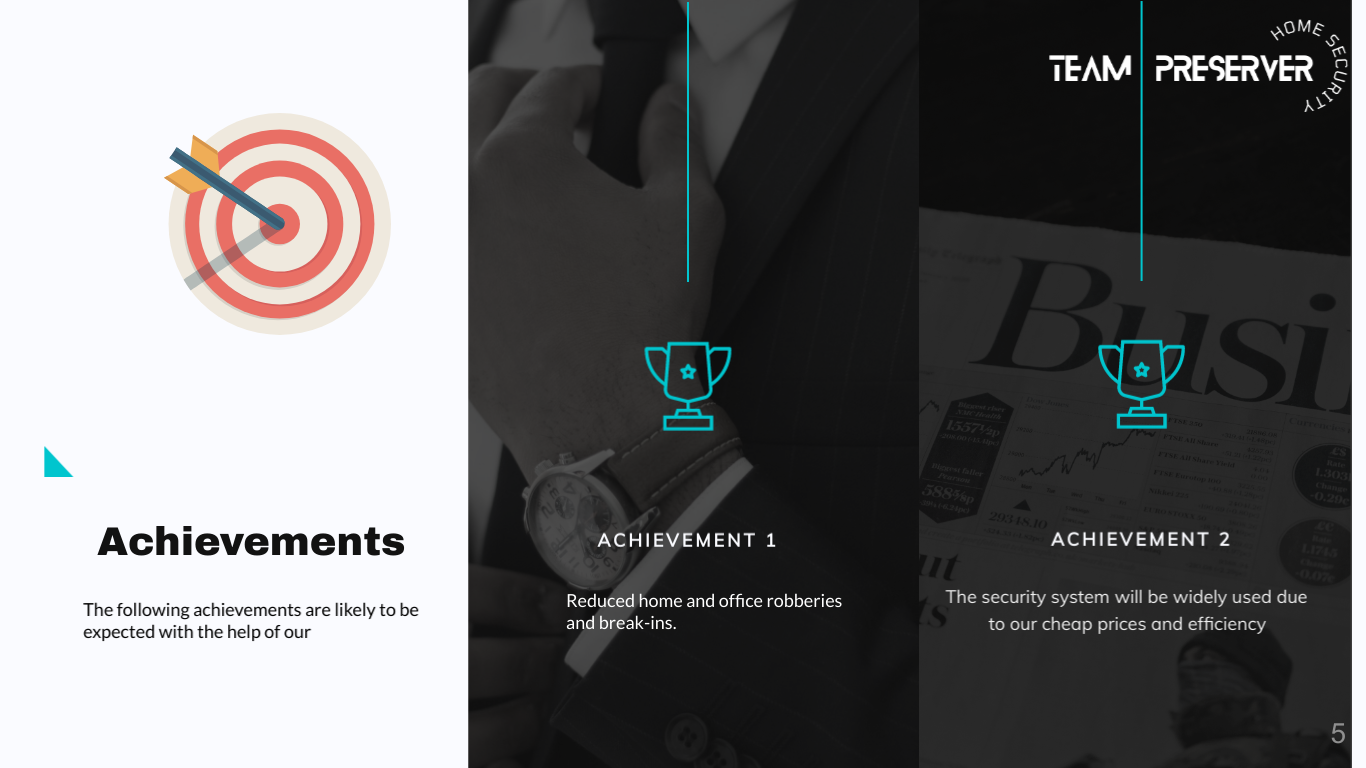 Achievements
The following achievements are likely to be
expected with the help of our
ACHIEVEMENT 1
Reduced home and office robberies
and break-ins.
TEAM PRESERVER
HOME SECURITY
Busi
ACHIEVEMENT 2
The security system will be widely used due
to our cheap prices and efficiency
5